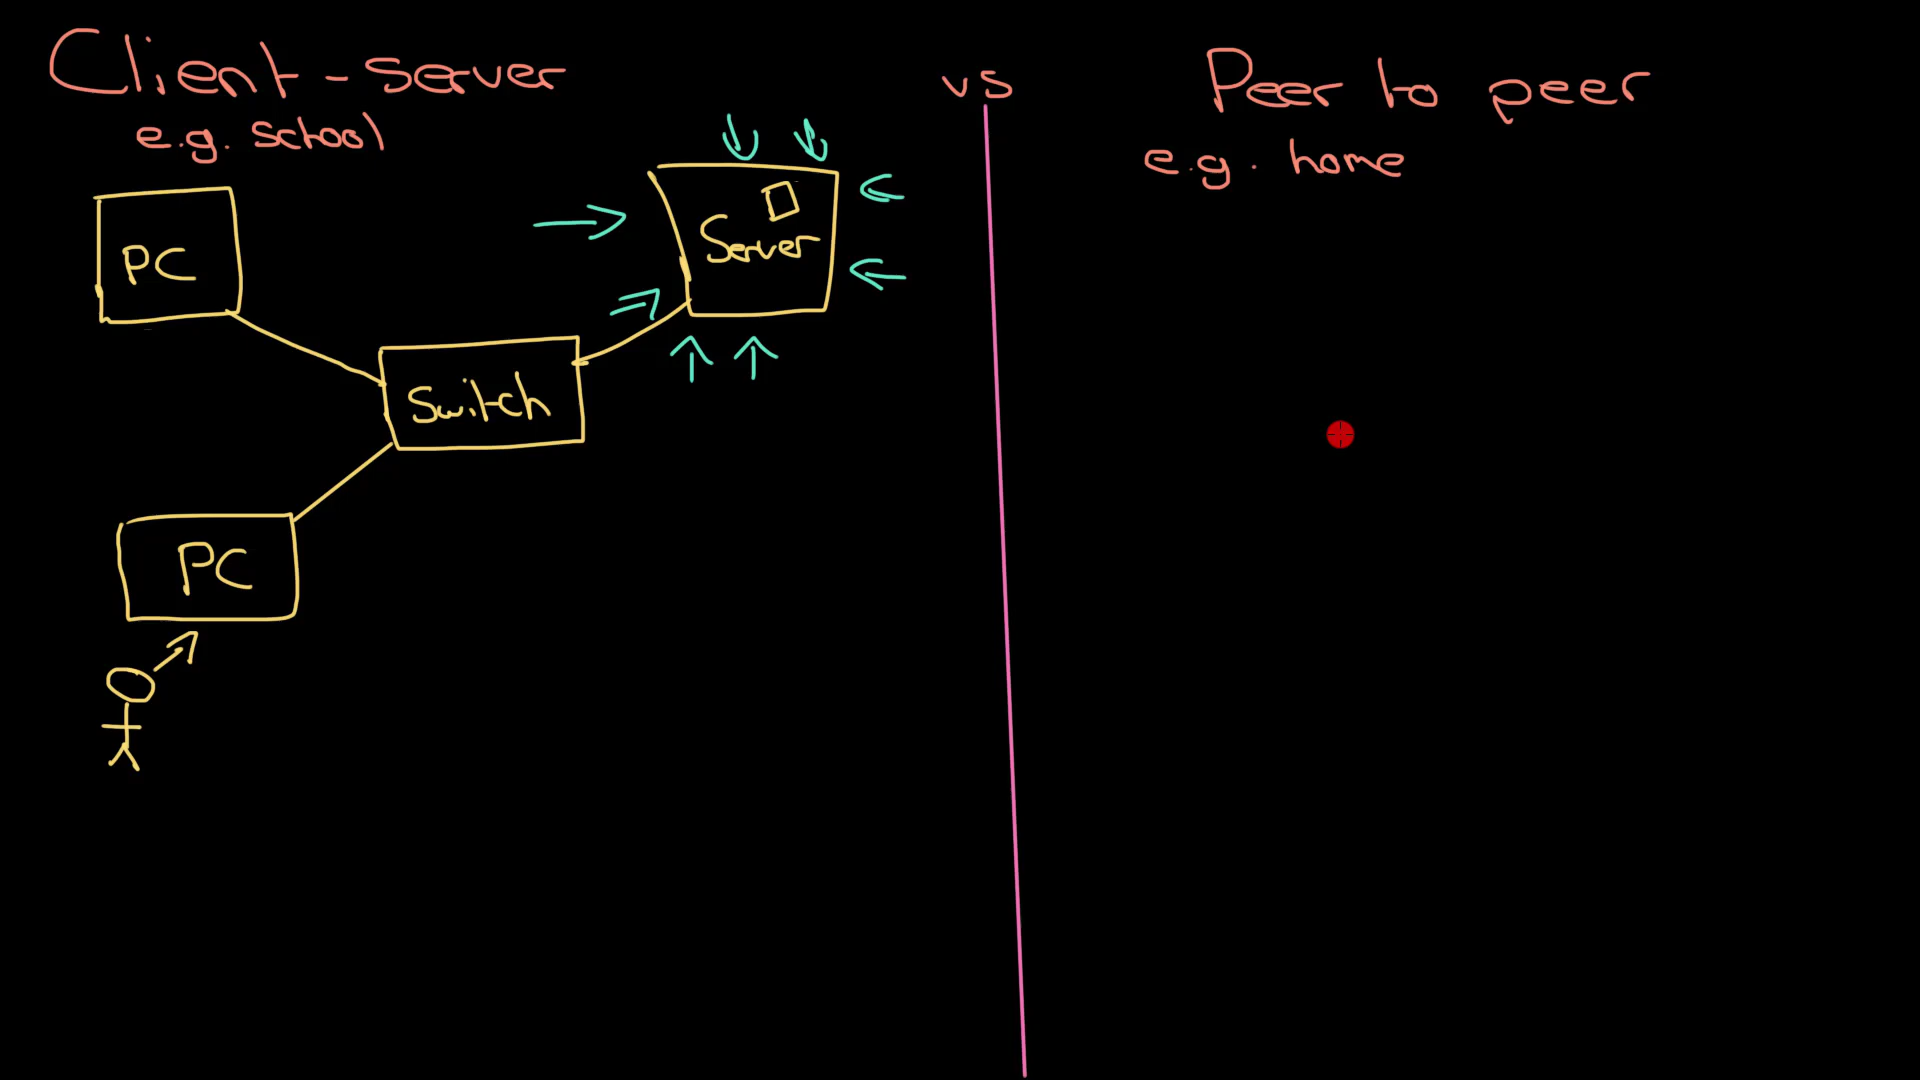 Client-Server
e.g. school
PC
Server
Switch
PC
vs
Peer to peer
e.g. home